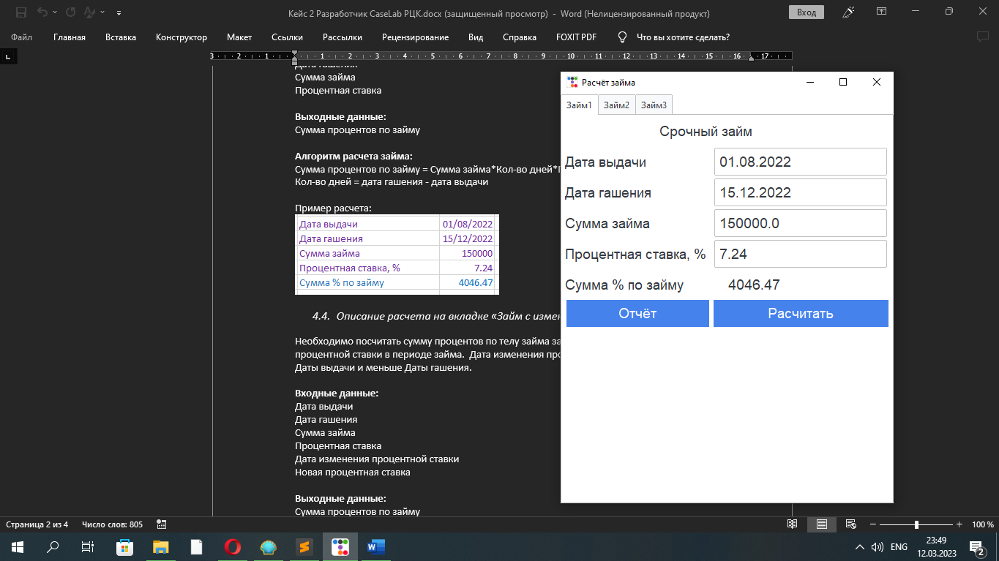 Кейс 2 Разработчик CaseLab РЦК.docx (защищенный просмотр) - Word (Нелицензированный продукт)
Вход
Файл Главная Вставка Конструктор Макет Ссылки Рассылки Рецензирование Вид Справка FOXIT PDF Что вы хотите сделать?
3 2 1 1 2 3 4 5 6 7 8 9 10 11 12 13 14 15 16 17
Дата гашения
Сумма займа
Процентная ставка
Выходные данные:
Сумма процентов по займу
Алгоритм расчета займа:
Сумма процентов по займу = Сумма займа*Кол-во дней*
Кол-во дней = дата гашения - дата выдачи
Пример расчета:
Дата выдачи 01/08/2022
Дата гашения 15/12/2022
Сумма займа 150000
Процентная ставка, % 7.24
Сумма % по займу 4046.47
4.4. Описание расчета на вкладке «Займ с измен
Необходимо посчитать сумму процентов по телу займа за
процентной ставки в периоде займа. Дата изменения про
Даты выдачи и меньше Даты гашения.
Входные данные:
Дата выдачи
Дата гашения
Сумма займа
Процентная ставка
Дата изменения процентной ставки
Новая процентная ставка
Выходные данные:
Сумма процентов по займу
Расчёт займа
Займ1 Займ2 Займ3
Срочный займ
Дата выдачи 01.08.2022
Дата гашения 15.12.2022
Сумма займа 150000.0
Процентная ставка, % 7.24
Сумма % по займу 4046.47
Отчёт Расчитать
Страница 2 из 4 Число слов: 805 100 %
ENG
23:49
12.03.2023
2